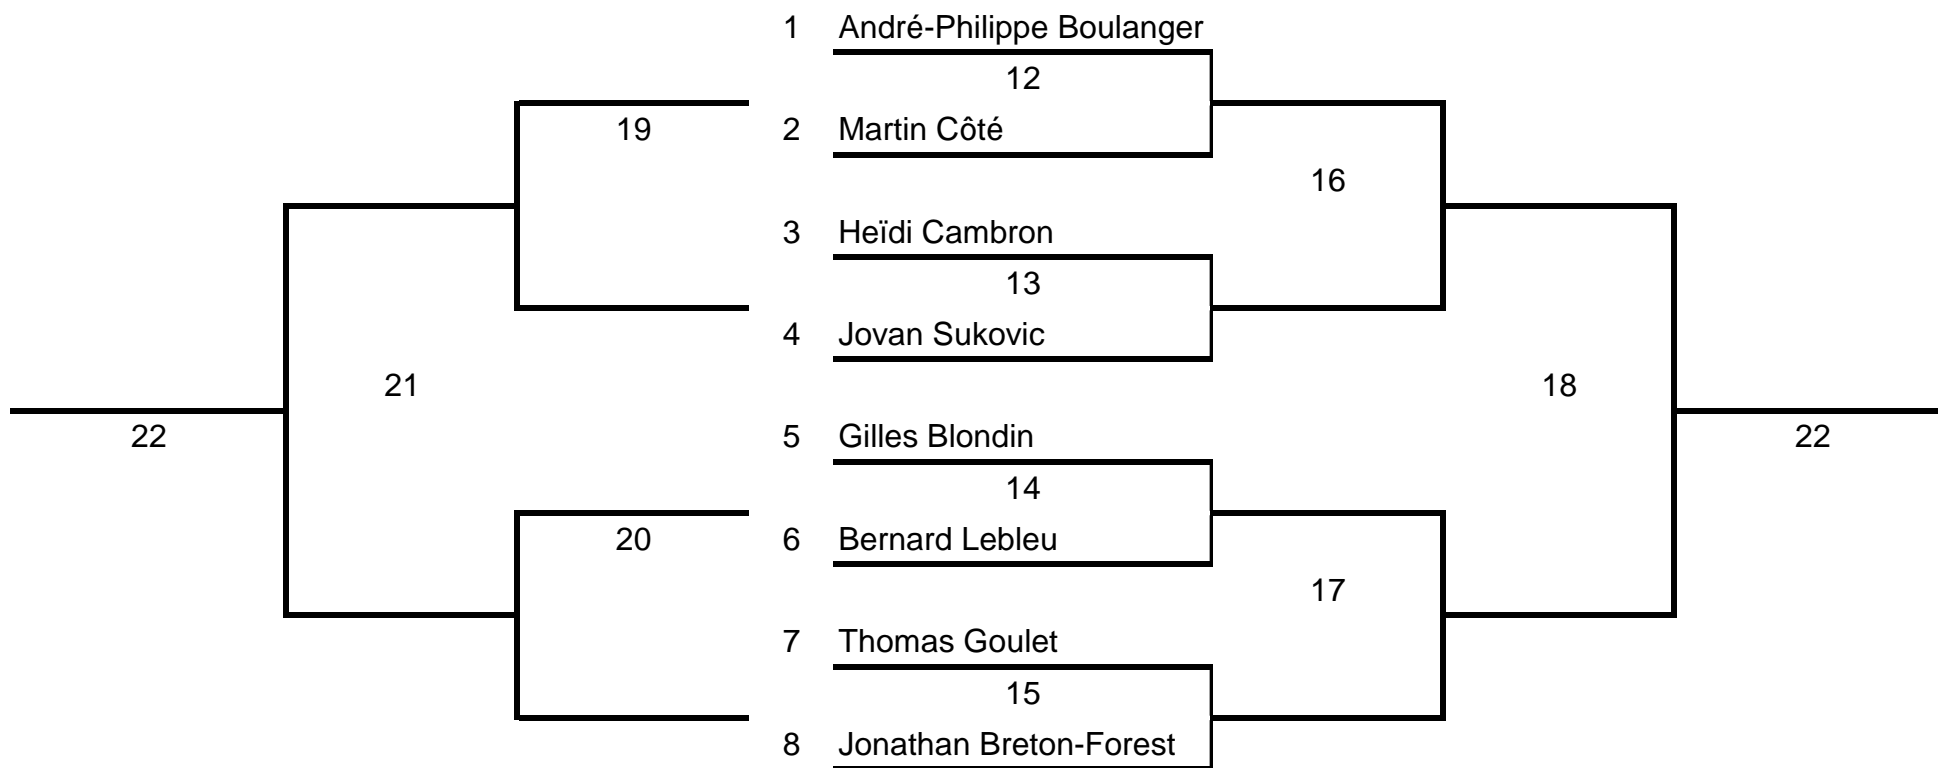 1 André-Philippe Boulanger
12
19
2 Martin Côté
16
3 Heïdi Cambron
13
4 Jovan Sukovic
21
18
22
5 Gilles Blondin
22
14
20
6 Bernard Lebleu
17
7 Thomas Goulet
15
8 Jonathan Breton-Forest